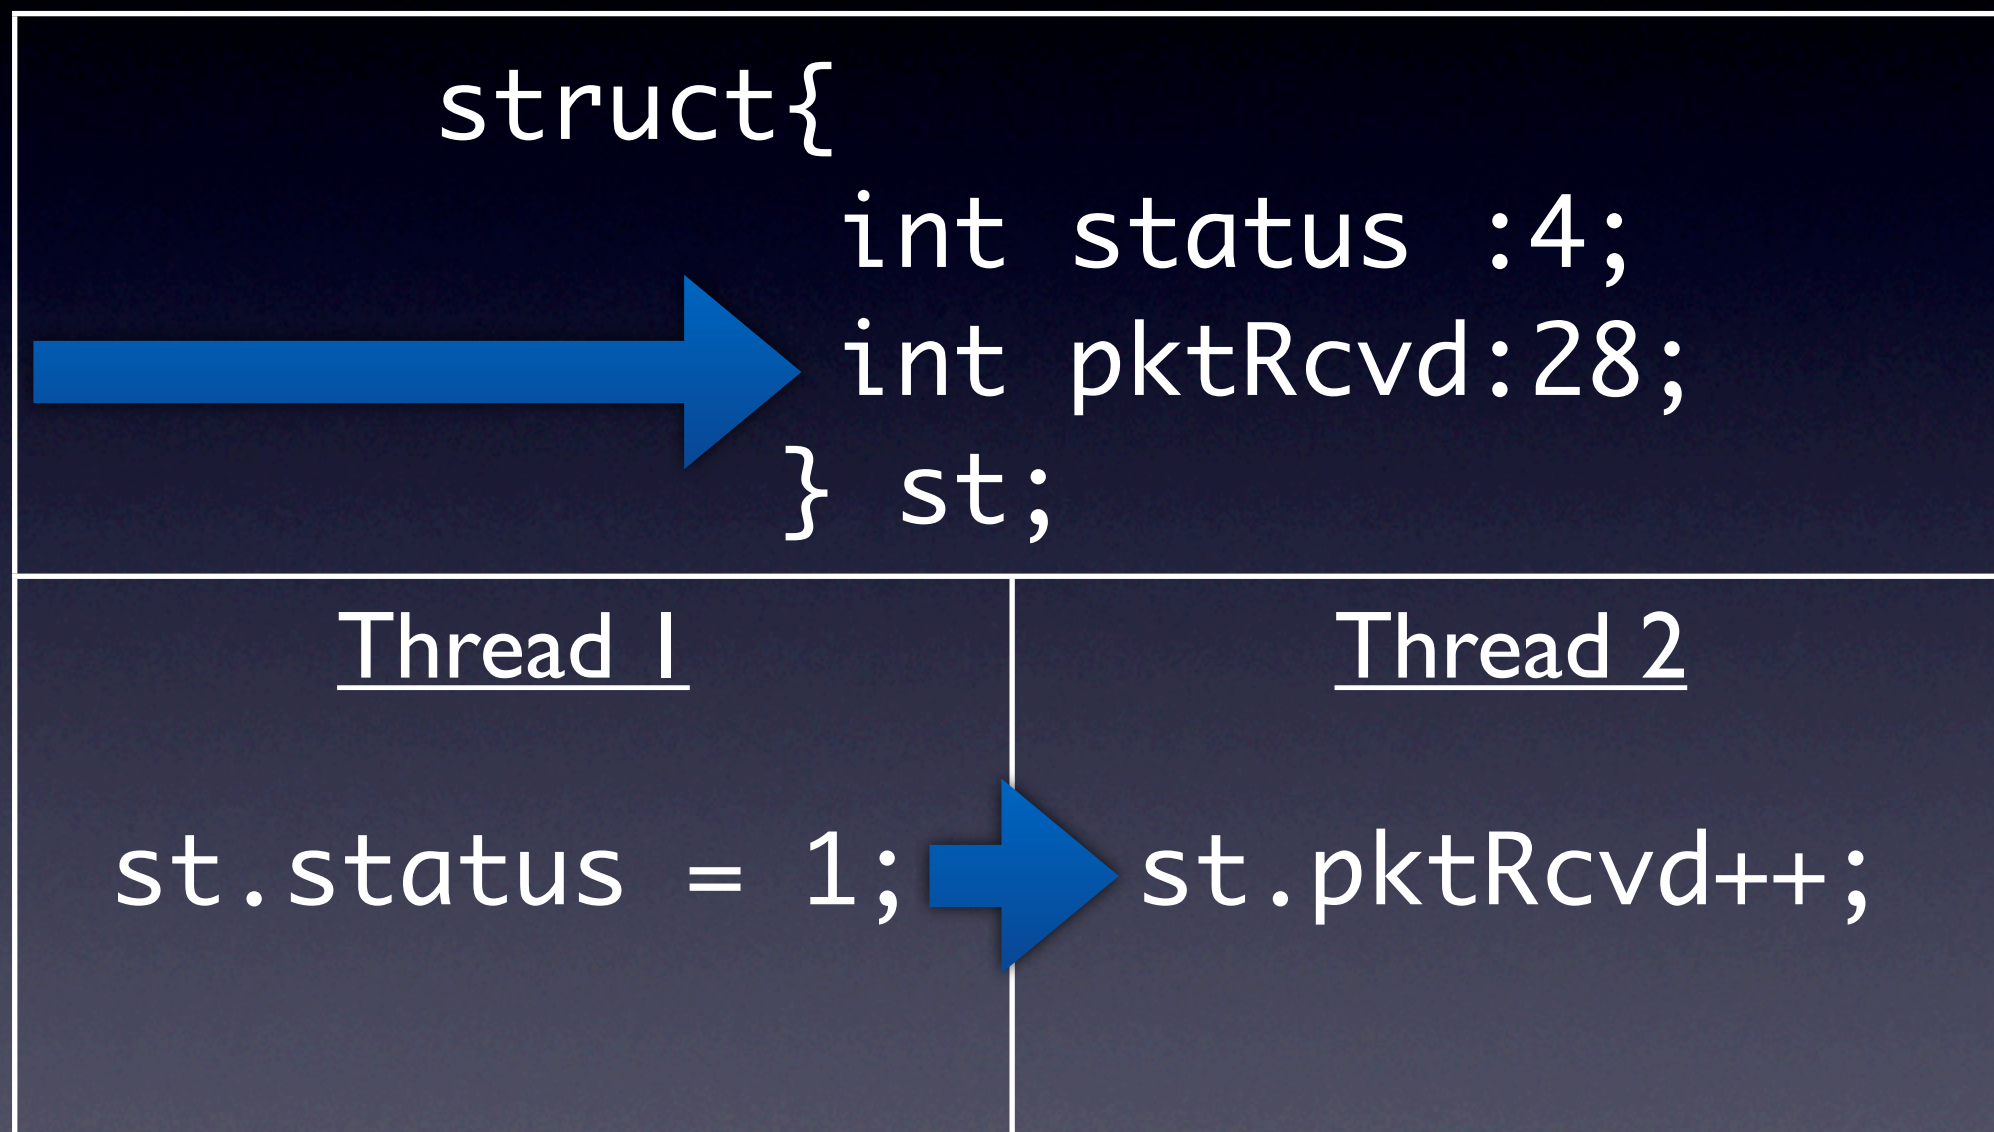 struct{
int status :4;
int pktRcvd:28;
} st;
Thread 1
Thread 2
st.status = 1;
st.pktRcvd++;